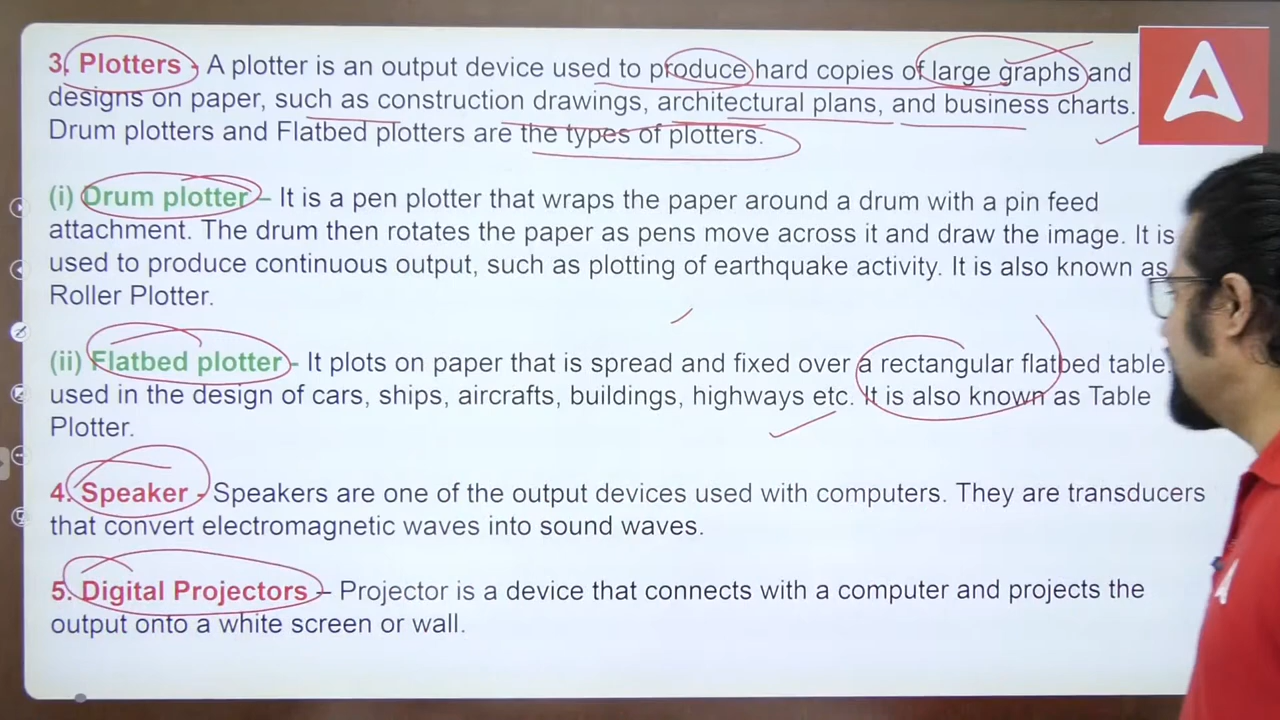 3. Plotters - A plotter is an output device used to produce hard copies of large graphs and
designs on paper, such as construction drawings, architectural plans, and business charts.
Drum plotters and Flatbed plotters are the types of plotters.
(i) Drum plotter – It is a pen plotter that wraps the paper around a drum with a pin feed
attachment. The drum then rotates the paper as pens move across it and draw the image. It is
used to produce continuous output, such as plotting of earthquake activity. It is also known as
Roller Plotter.
(ii) Flatbed plotter - It plots on paper that is spread and fixed over a rectangular flatbed table.
used in the design of cars, ships, aircrafts, buildings, highways etc. It is also known as Table
Plotter.
4. Speaker - Speakers are one of the output devices used with computers. They are transducers
that convert electromagnetic waves into sound waves.
5. Digital Projectors – Projector is a device that connects with a computer and projects the
output onto a white screen or wall.